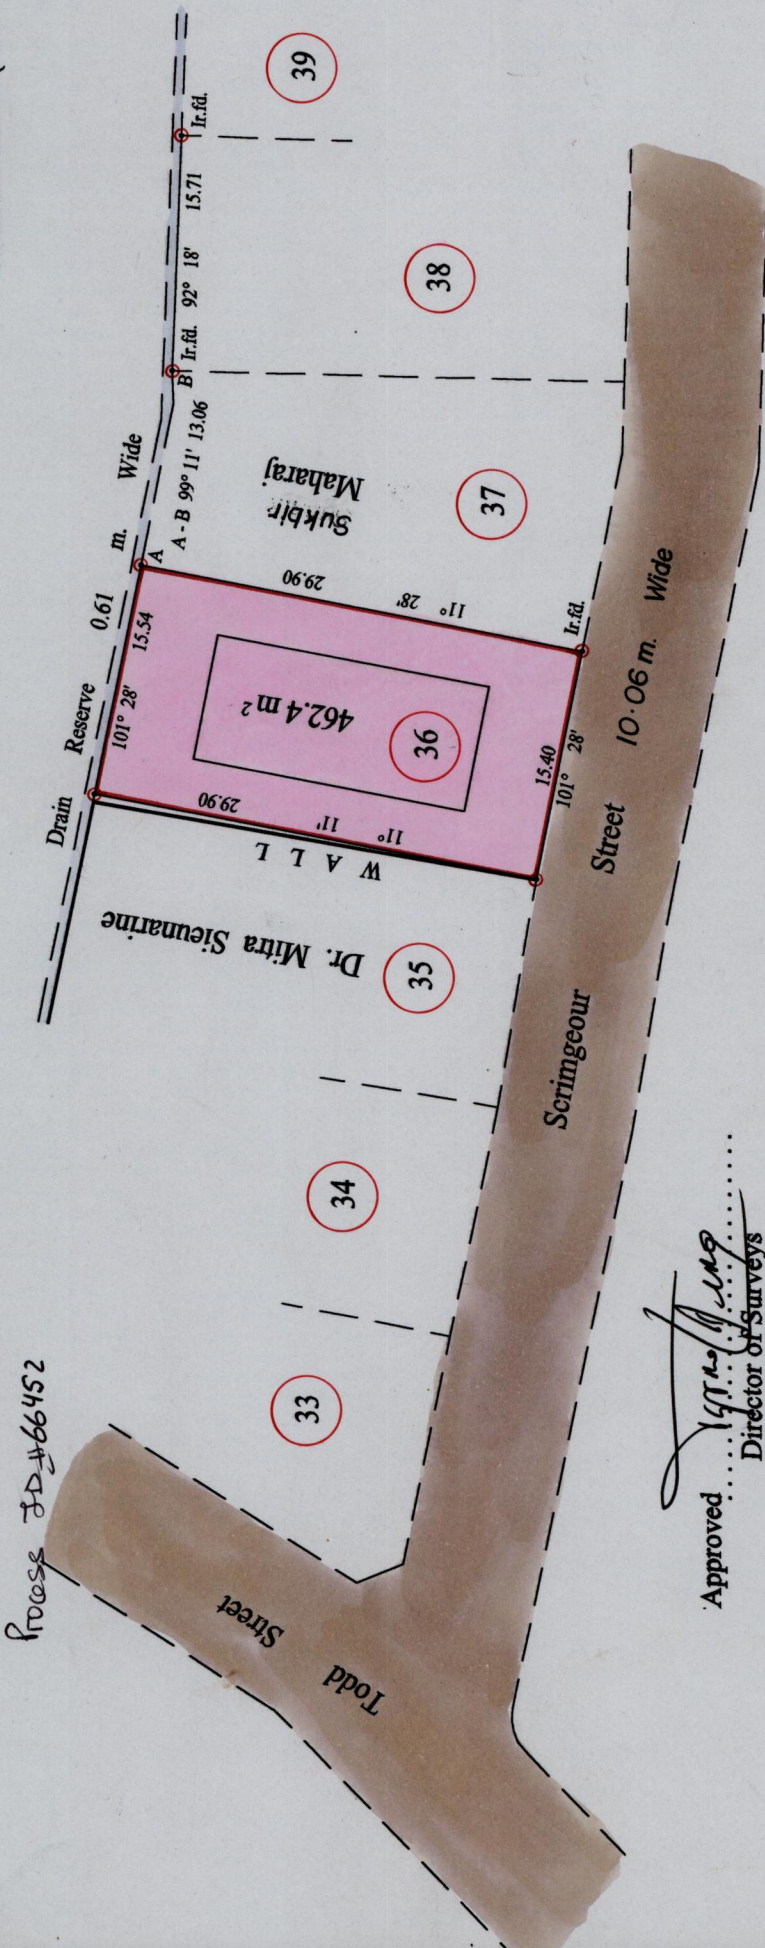 Process ID #66452
Drain Reserve 0.61 m. Wide
101° 28' 15.54
A
A - B 99° 11' 13.06
B
Ir.fd.
92° 18' 15.71
Ir.fd.
39
38
37
Sukbir
Maharaj
29.90
11° 28'
Ir.fd.
462.4 m²
36
29.90
11° 11'
WALL
101° 28'
15.40
Dr. Mitra Sieunarine
35
34
33
Scrimgeour Street 10.06 m. Wide
Todd
Street
Approved
Director of Surveys